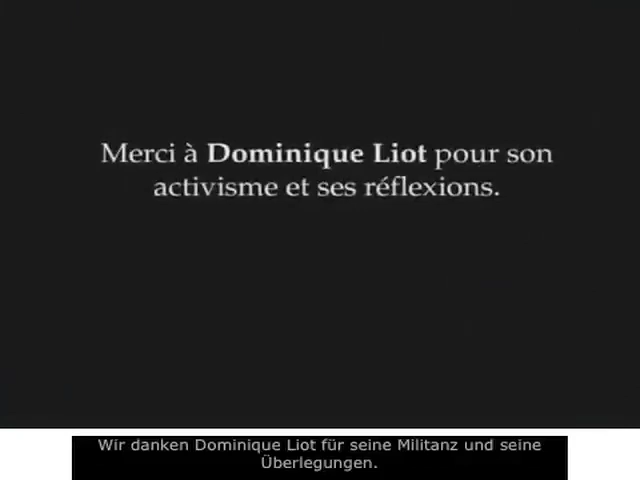 Merci à Dominique Liot pour son
activisme et ses réflexions.
Wir danken Dominique Liot für seine Militanz und seine
Überlegungen.